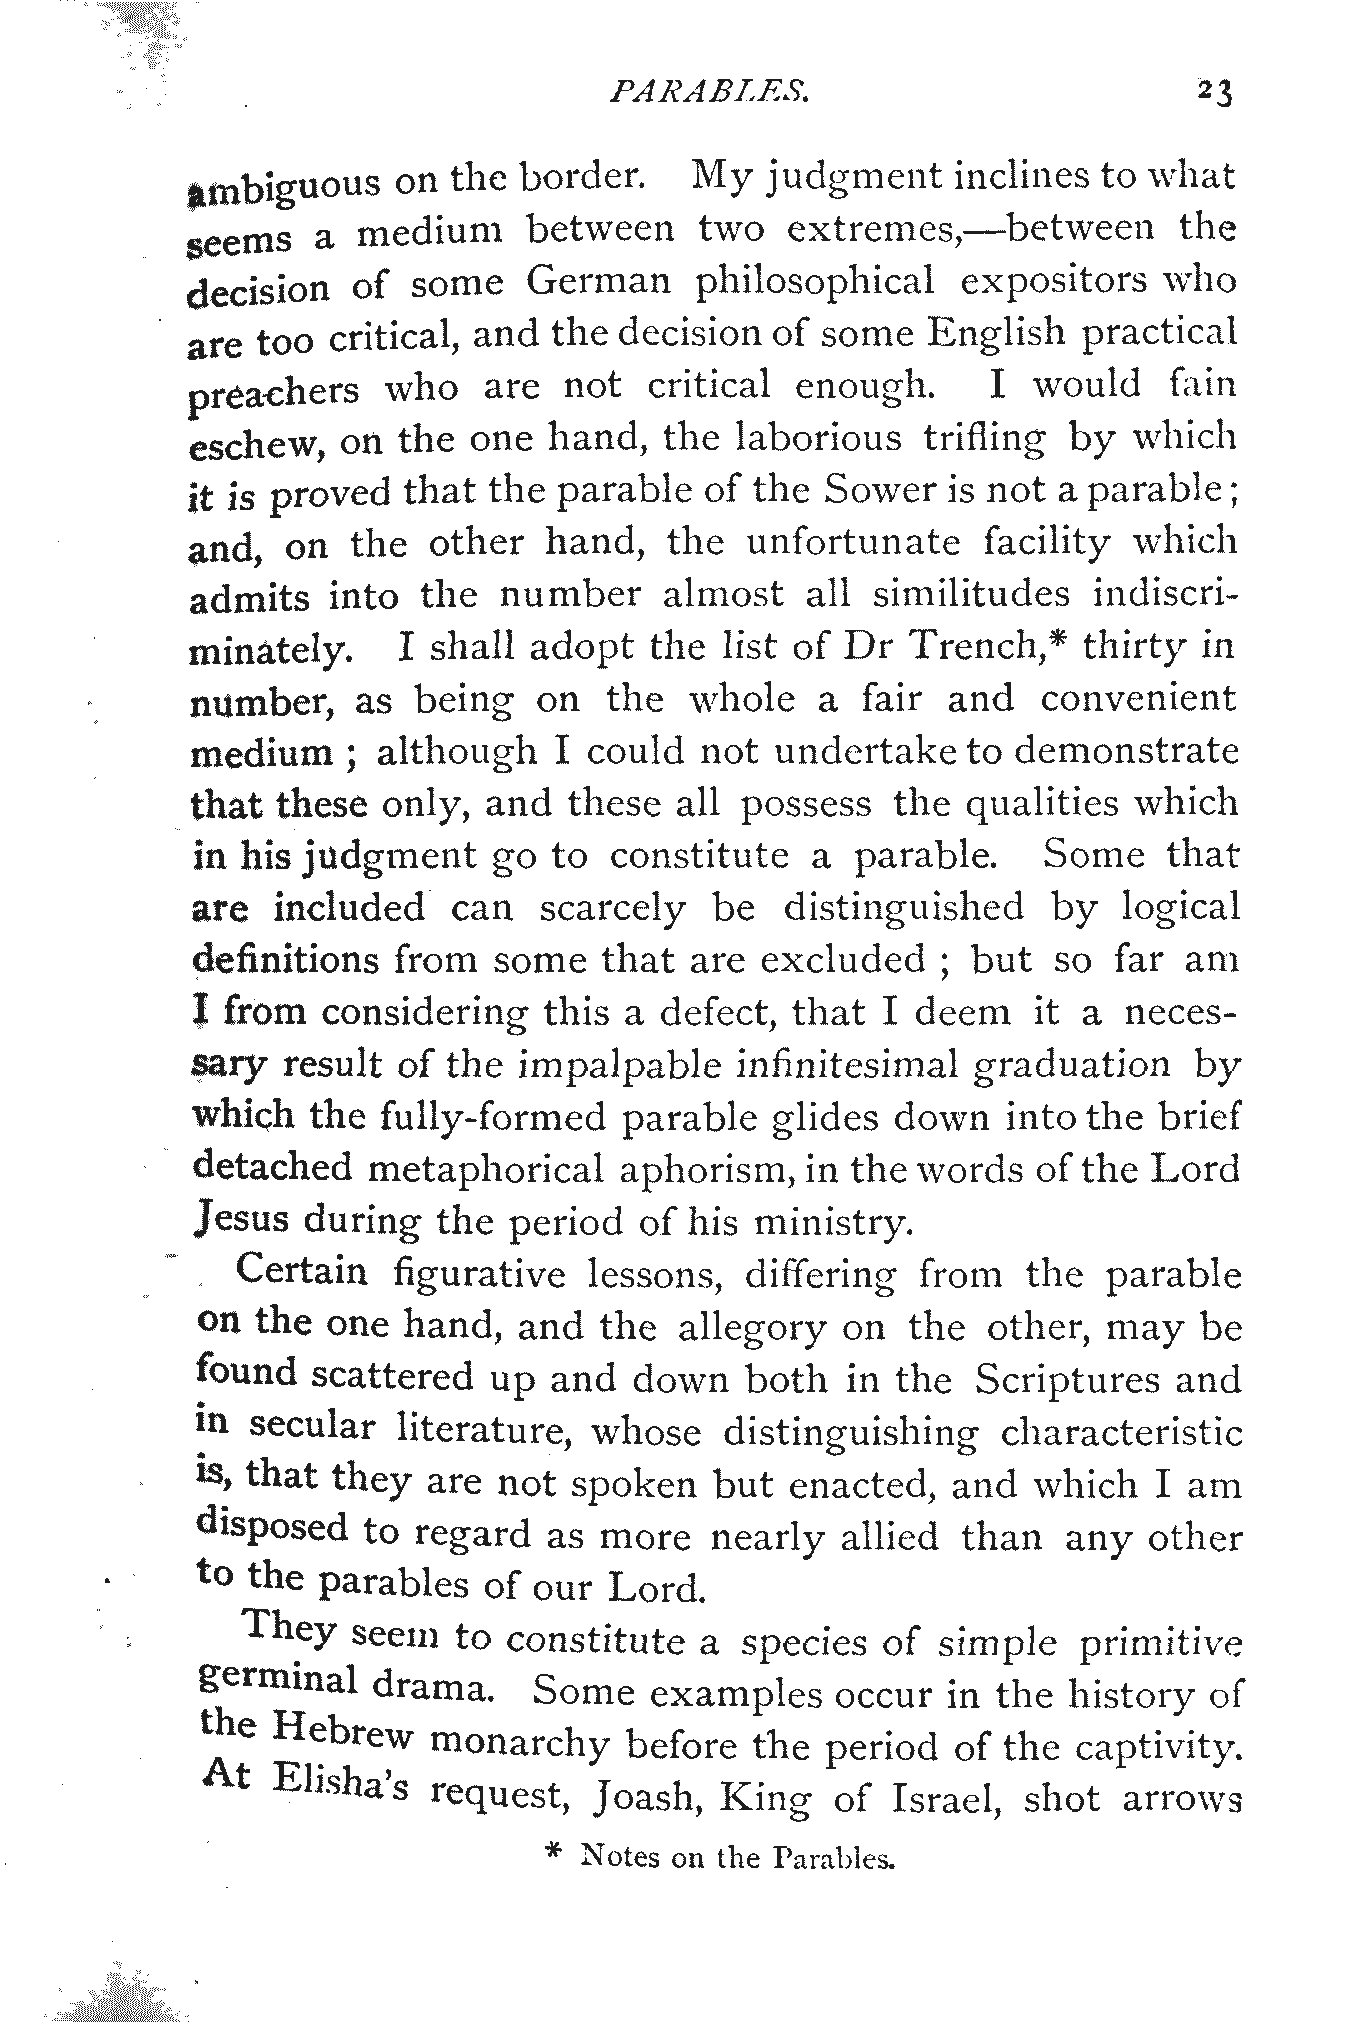 PARABLES. 23
ambiguous on the border. My judgment inclines to what
seems a medium between two extremes,—between the
decision of some German philosophical expositors who
are too critical, and the decision of some English practical
preachers who are not critical enough. I would fain
eschew, on the one hand, the laborious trifling by which
it is proved that the parable of the Sower is not a parable;
and, on the other hand, the unfortunate facility which
admits into the number almost all similitudes indiscri-
minately. I shall adopt the list of Dr Trench,* thirty in
number, as being on the whole a fair and convenient
medium ; although I could not undertake to demonstrate
that these only, and these all possess the qualities which
in his judgment go to constitute a parable. Some that
are included can scarcely be distinguished by logical
definitions from some that are excluded ; but so far am
I from considering this a defect, that I deem it a neces-
sary result of the impalpable infinitesimal graduation by
which the fully-formed parable glides down into the brief
detached metaphorical aphorism, in the words of the Lord
Jesus during the period of his ministry.
Certain figurative lessons, differing from the parable
on the one hand, and the allegory on the other, may be
found scattered up and down both in the Scriptures and
in secular literature, whose distinguishing characteristic
is, that they are not spoken but enacted, and which I am
disposed to regard as more nearly allied than any other
to the parables of our Lord.
They seem to constitute a species of simple primitive
germinal drama. Some examples occur in the history of
the Hebrew monarchy before the period of the captivity.
At Elisha's request, Joash, King of Israel, shot arrows
* Notes on the Parables.